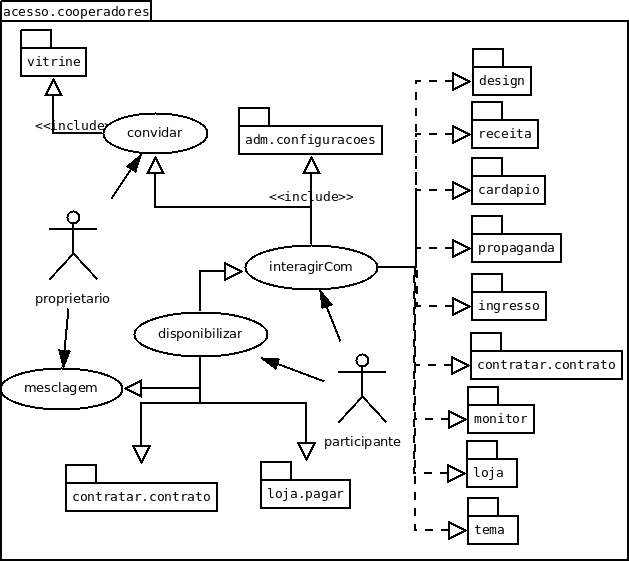 acesso.cooperadores
vitrine
<<include>>
convidar
adm.configuracoes
<<include>>
design
receita
cardapio
propaganda
ingresso
contratar.contrato
monitor
loja
tema
interagirCom
proprietario
disponibilizar
mesclagem
participante
contratar.contrato
loja.pagar